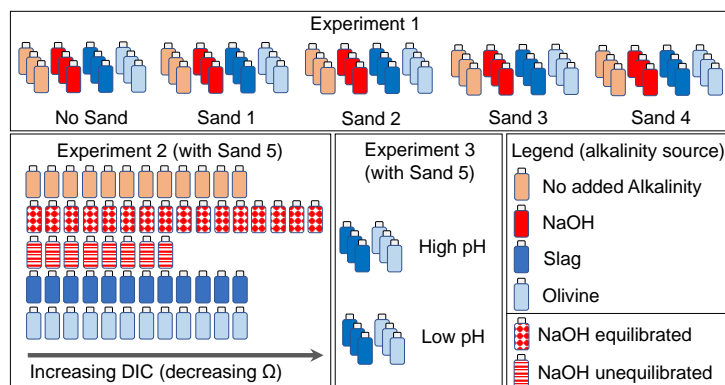 Experiment 1
No Sand
Sand 1
Sand 2
Sand 3
Sand 4
Experiment 2 (with Sand 5)
Increasing DIC (decreasing Ω)
Experiment 3
(with Sand 5)
High pH
Low pH
Legend (alkalinity source)
No added Alkalinity
NaOH
Slag
Olivine
NaOH equilibrated
NaOH unequilibrated